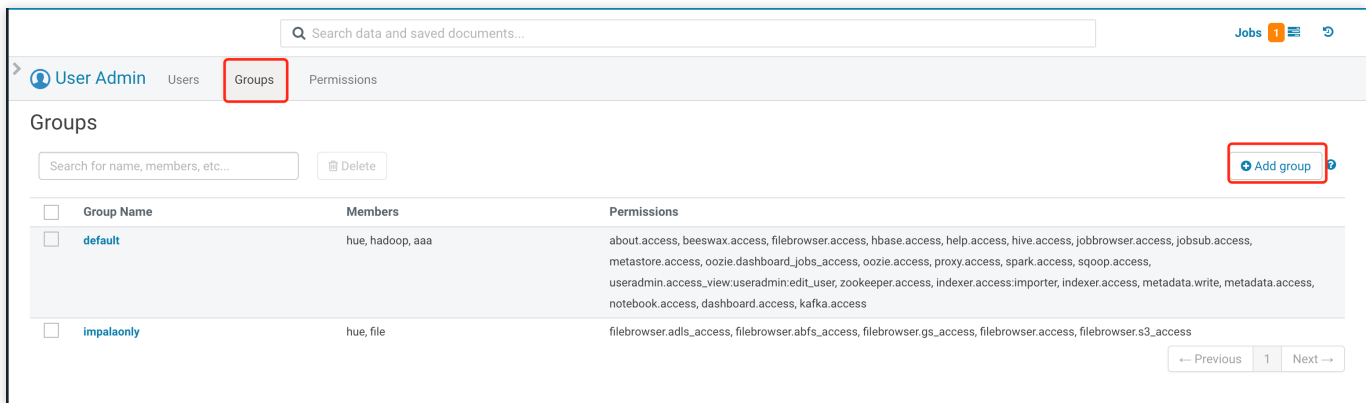 Search data and saved documents...
Jobs 1
User Admin Users Groups Permissions
Groups
Search for name, members, etc...
Delete
Add group
Group Name Members Permissions
default hue, hadoop, aaa about.access, beeswax.access, filebrowser.access, hbase.access, help.access, hive.access, jobbrowser.access, jobsub.access,
metastore.access, oozie.dashboard_jobs_access, oozie.access, proxy.access, spark.access, sqoop.access,
useradmin.access_view:useradmin:edit_user, zookeeper.access, indexer.access:importer, indexer.access, metadata.write, metadata.access,
notebook.access, dashboard.access, kafka.access
impalaonly hue, file filebrowser.adls_access, filebrowser.abfs_access, filebrowser.gs_access, filebrowser.access, filebrowser.s3_access
← Previous 1 Next →